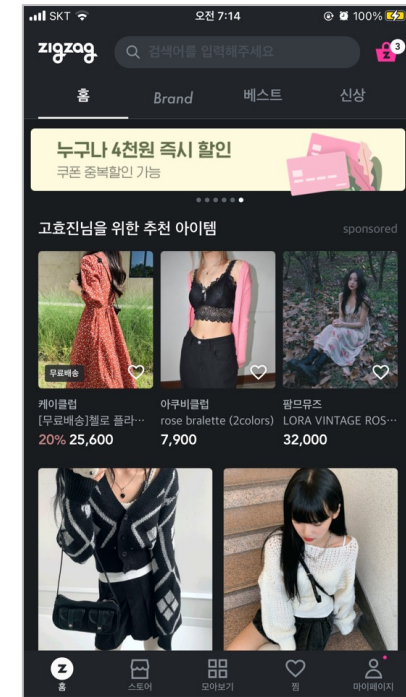 SKT 오전 7:14 100%
zigzag 검색어를 입력해주세요 3
홈 Brand 베스트 신상
누구나 4천원 즉시 할인
쿠폰 중복할인 가능
고효진님을 위한 추천 아이템 sponsored
무료배송
케이클럽 아쿠비클럽 팜므뮤즈
[무료배송]첼로 플라… rose bralette (2colors) LORA VINTAGE ROS…
20% 25,600 7,900 32,000
z
홈 스토어 모아보기 찜 마이페이지